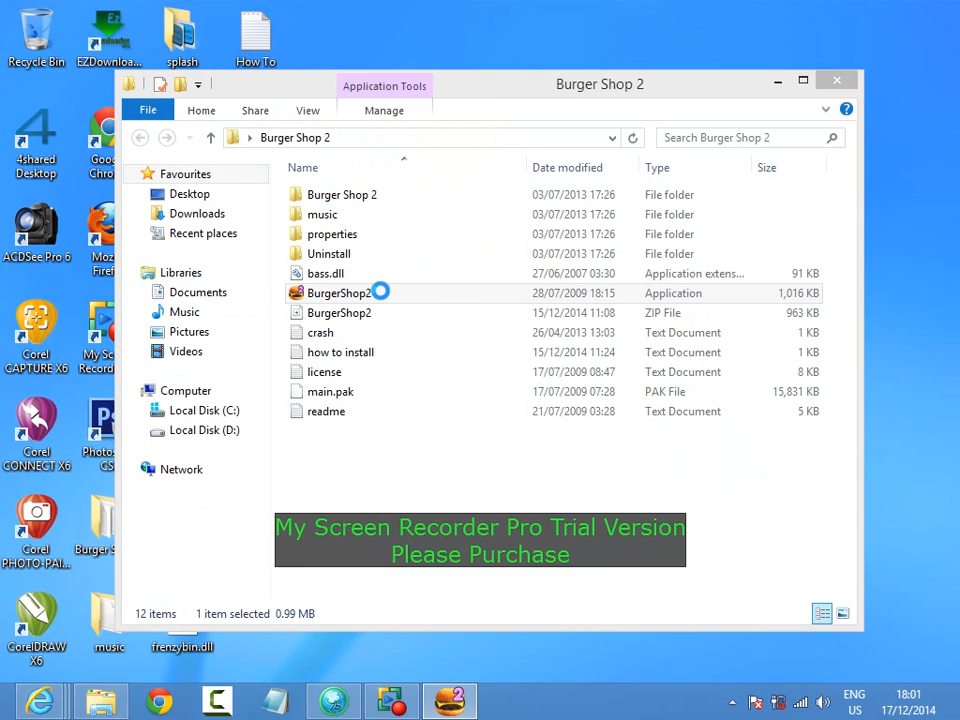 Recycle Bin
EZDownloa...
splash
How To
4shared
Desktop
Goo
Chro
ACDSee Pro 6
Moz
Firef
Corel
CAPTURE X6
My Scr
Record
Corel
CONNECT X6
Photos
CS
Corel
PHOTO-PAI...
Burger S
CorelDRAW
X6
music
frenzybin.dll
Application Tools
Burger Shop 2
File
Home
Share
View
Manage
Burger Shop 2
Search Burger Shop 2
Favourites
Desktop
Downloads
Recent places
Libraries
Documents
Music
Pictures
Videos
Computer
Local Disk (C:)
Local Disk (D:)
Network
Name Date modified Type Size
Burger Shop 2 03/07/2013 17:26 File folder
music 03/07/2013 17:26 File folder
properties 03/07/2013 17:26 File folder
Uninstall 03/07/2013 17:26 File folder
bass.dll 27/06/2007 03:30 Application extens... 91 KB
BurgerShop2 28/07/2009 18:15 Application 1,016 KB
BurgerShop2 15/12/2014 11:08 ZIP File 963 KB
crash 26/04/2013 13:03 Text Document 1 KB
how to install 15/12/2014 11:24 Text Document 1 KB
license 17/07/2009 08:47 Text Document 8 KB
main.pak 17/07/2009 07:28 PAK File 15,831 KB
readme 21/07/2009 03:28 Text Document 5 KB
My Screen Recorder Pro Trial Version
Please Purchase
12 items 1 item selected 0.99 MB
ENG
US
18:01
17/12/2014